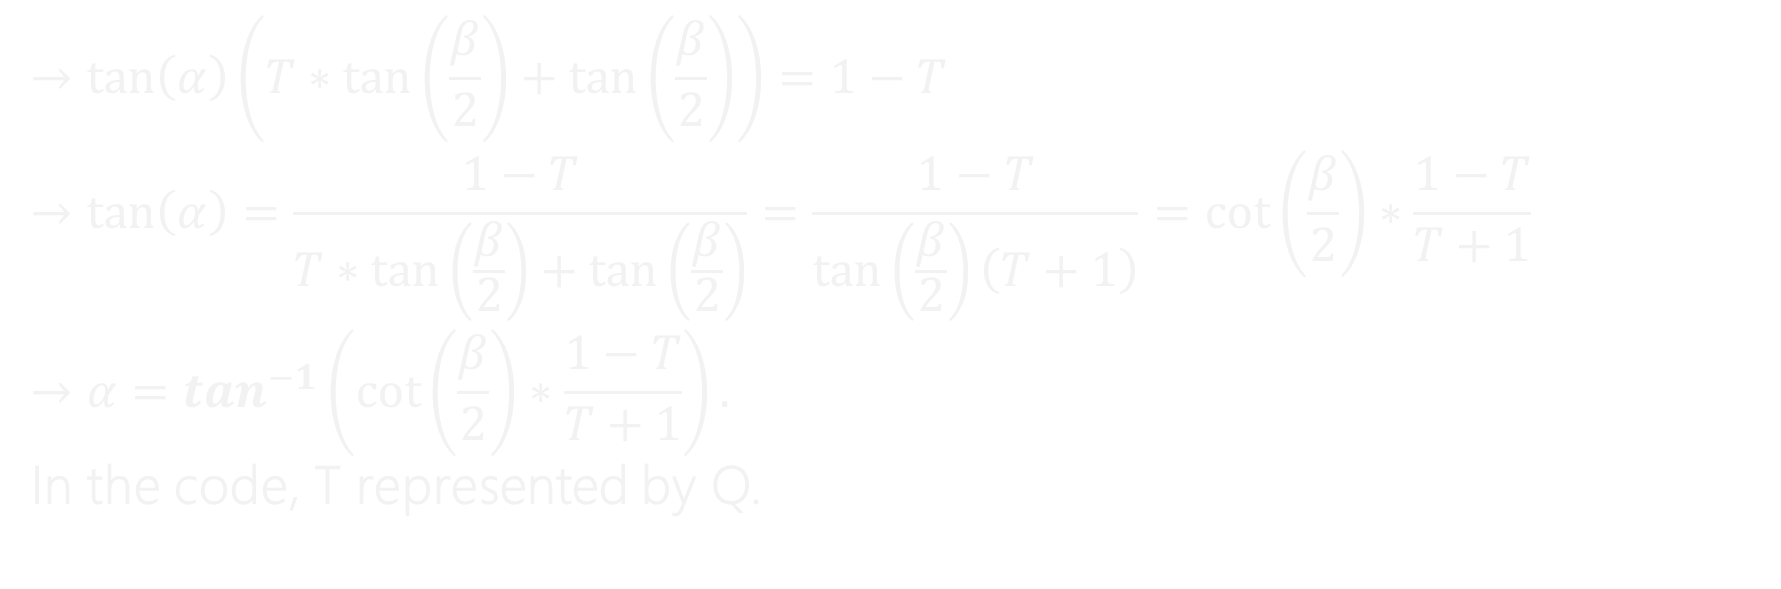 → tan(α) (T * tan(β/2) + tan(β/2)) = 1 − T
→ tan(α) = (1 − T)/(T * tan(β/2) + tan(β/2)) = (1 − T)/(tan(β/2) (T + 1)) = cot(β/2) * (1 − T)/(T + 1)
→ α = tan⁻¹(cot(β/2) * (1 − T)/(T + 1)).
In the code, T represented by Q.